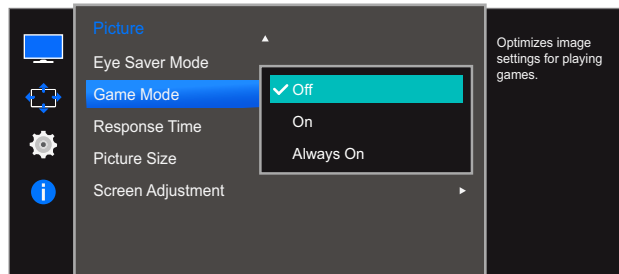 Picture
Eye Saver Mode
Game Mode
Response Time
Picture Size
Screen Adjustment
Off
On
Always On
Optimizes image
settings for playing
games.